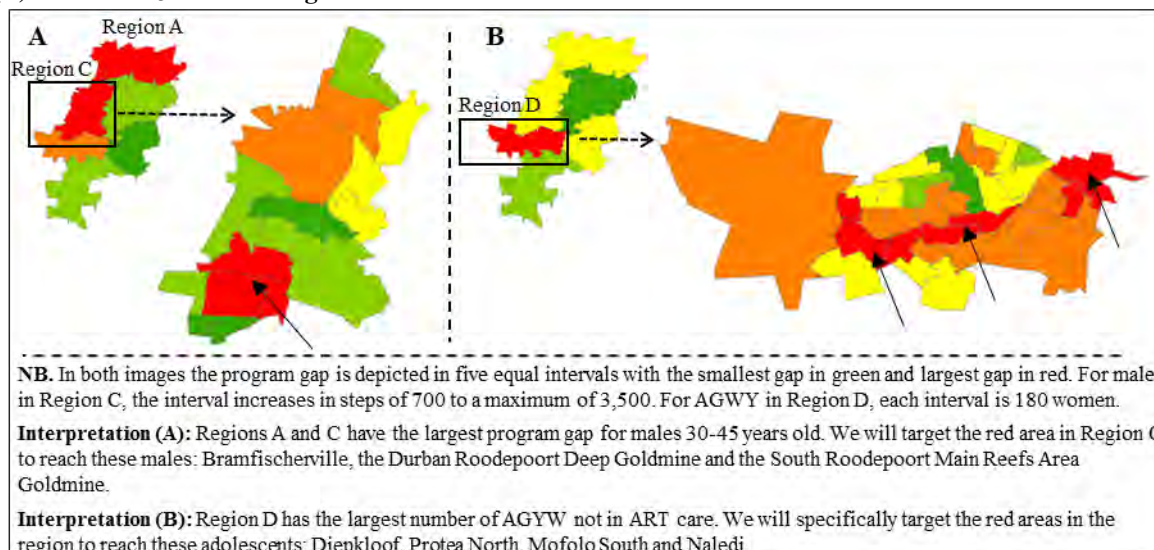 A
Region A
Region C
B
Region D
NB. In both images the program gap is depicted in five equal intervals with the smallest gap in green and largest gap in red. For male
in Region C, the interval increases in steps of 700 to a maximum of 3,500. For AGWY in Region D, each interval is 180 women.
Interpretation (A): Regions A and C have the largest program gap for males 30-45 years old. We will target the red area in Region C
to reach these males: Bramfischerville, the Durban Roodepoort Deep Goldmine and the South Roodepoort Main Reefs Area
Goldmine.
Interpretation (B): Region D has the largest number of AGYW not in ART care. We will specifically target the red areas in the
region to reach these adolescents: Diepkloof, Protea North, Mofolo South and Naledi